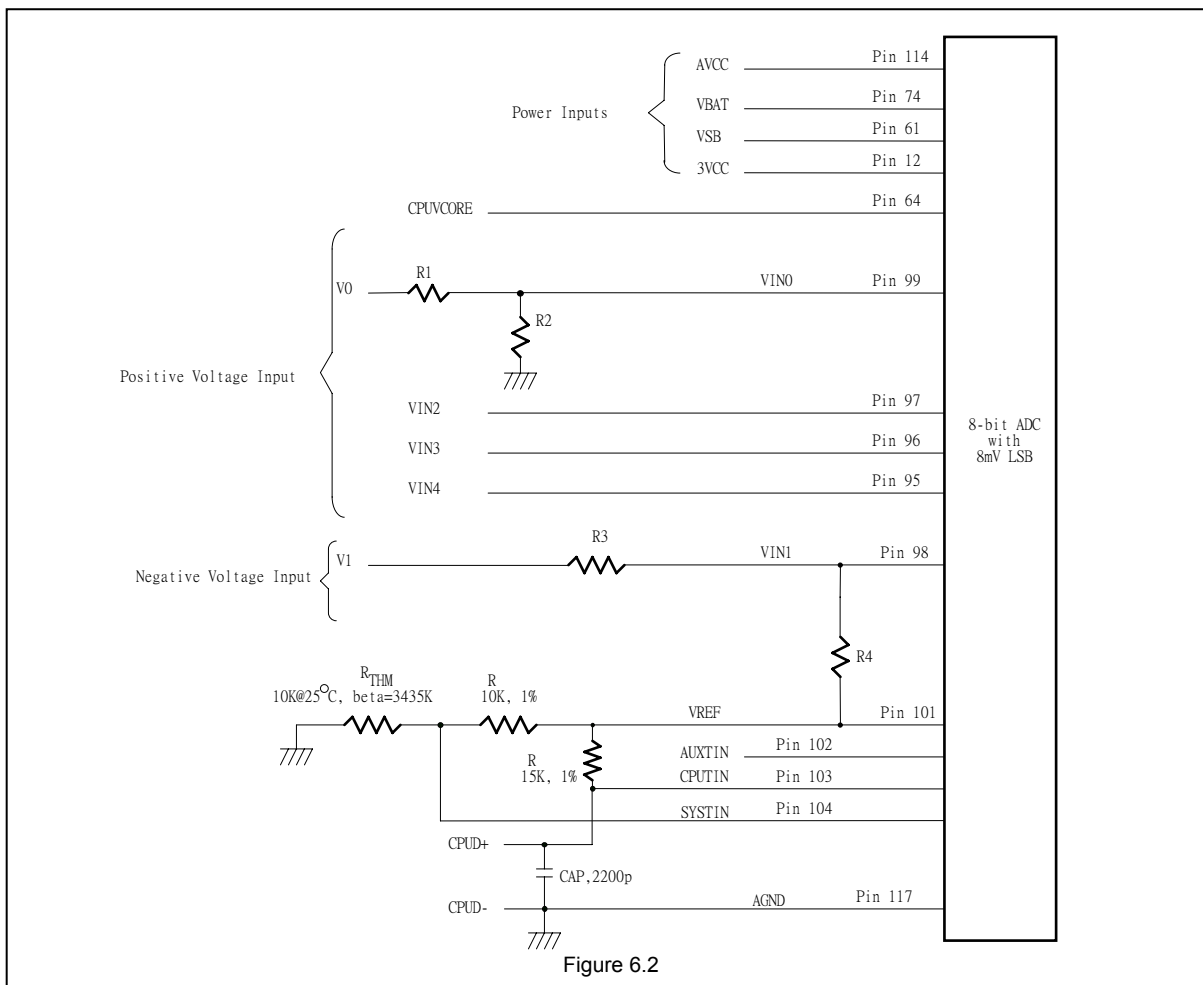 AVCC Pin 114
Power Inputs
VBAT Pin 74
VSB Pin 61
3VCC Pin 12
CPUVCORE Pin 64
Positive Voltage Input
V0 R1 VIN0 Pin 99
R2
VIN2 Pin 97
VIN3 Pin 96
VIN4 Pin 95
8-bit ADC
with
8mV LSB
Negative Voltage Input
V1 R3 VIN1 Pin 98
R4
RTHM
10K@25°C, beta=3435K
R
10K, 1%
VREF Pin 101
R
15K, 1%
AUXTIN Pin 102
CPUTIN Pin 103
SYSTIN Pin 104
CPUD+
CAP,2200p
CPUD- AGND Pin 117
Figure 6.2